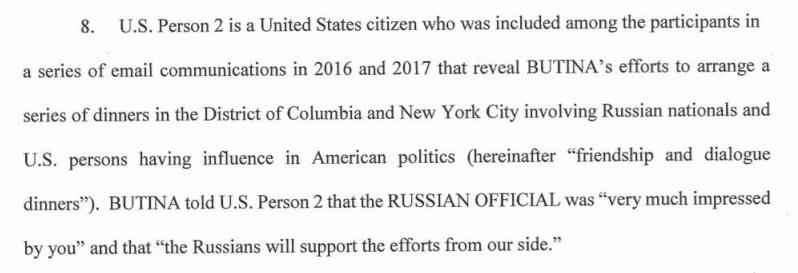 8. U.S. Person 2 is a United States citizen who was included among the participants in
a series of email communications in 2016 and 2017 that reveal BUTINA’s efforts to arrange a
series of dinners in the District of Columbia and New York City involving Russian nationals and
U.S. persons having influence in American politics (hereinafter “friendship and dialogue
dinners”). BUTINA told U.S. Person 2 that the RUSSIAN OFFICIAL was “very much impressed
by you” and that “the Russians will support the efforts from our side.”